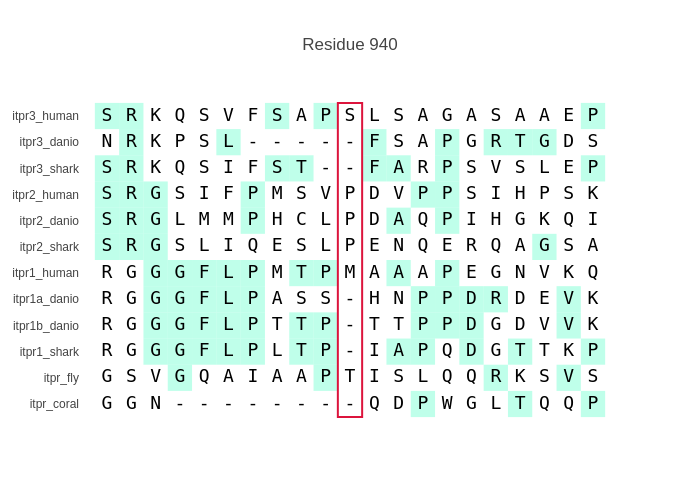 Residue 940
itpr3_human S R K Q S V F S A P S L S A G A S A A E P
itpr3_danio N R K P S L - - - - - F S A P G R T G D S
itpr3_shark S R K Q S I F S T - - F A R P S V S L E P
itpr2_human S R G S I F P M S V P D V P P S I H P S K
itpr2_danio S R G L M M P H C L P D A Q P I H G K Q I
itpr2_shark S R G S L I Q E S L P E N Q E R Q A G S A
itpr1_human R G G G F L P M T P M A A A P E G N V K Q
itpr1a_danio R G G G F L P A S S - H N P P D R D E V K
itpr1b_danio R G G G F L P T T P - T T P P D G D V V K
itpr1_shark R G G G F L P L T P - I A P Q D G T T K P
itpr_fly G S V G Q A I A A P T I S L Q Q R K S V S
itpr_coral G G N - - - - - - - - Q D P W G L T Q Q P